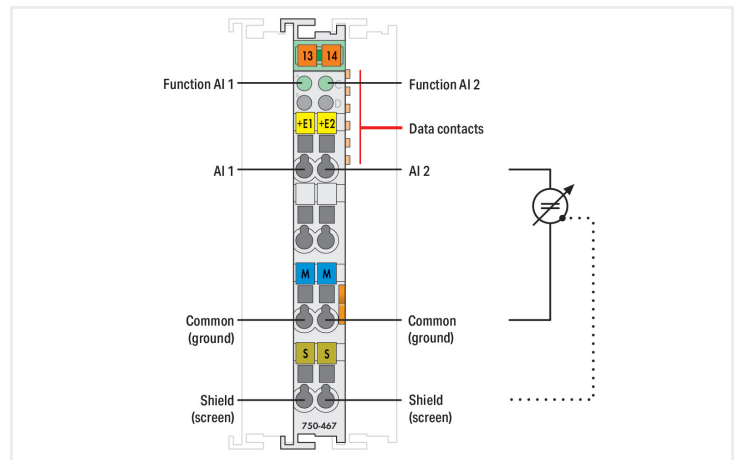 13 14
Function AI 1
Function AI 2
C
D
Data contacts
+E1 +E2
AI 1
AI 2
M M
Common
(ground)
Common
(ground)
S S
Shield
(screen)
Shield
(screen)
750-467